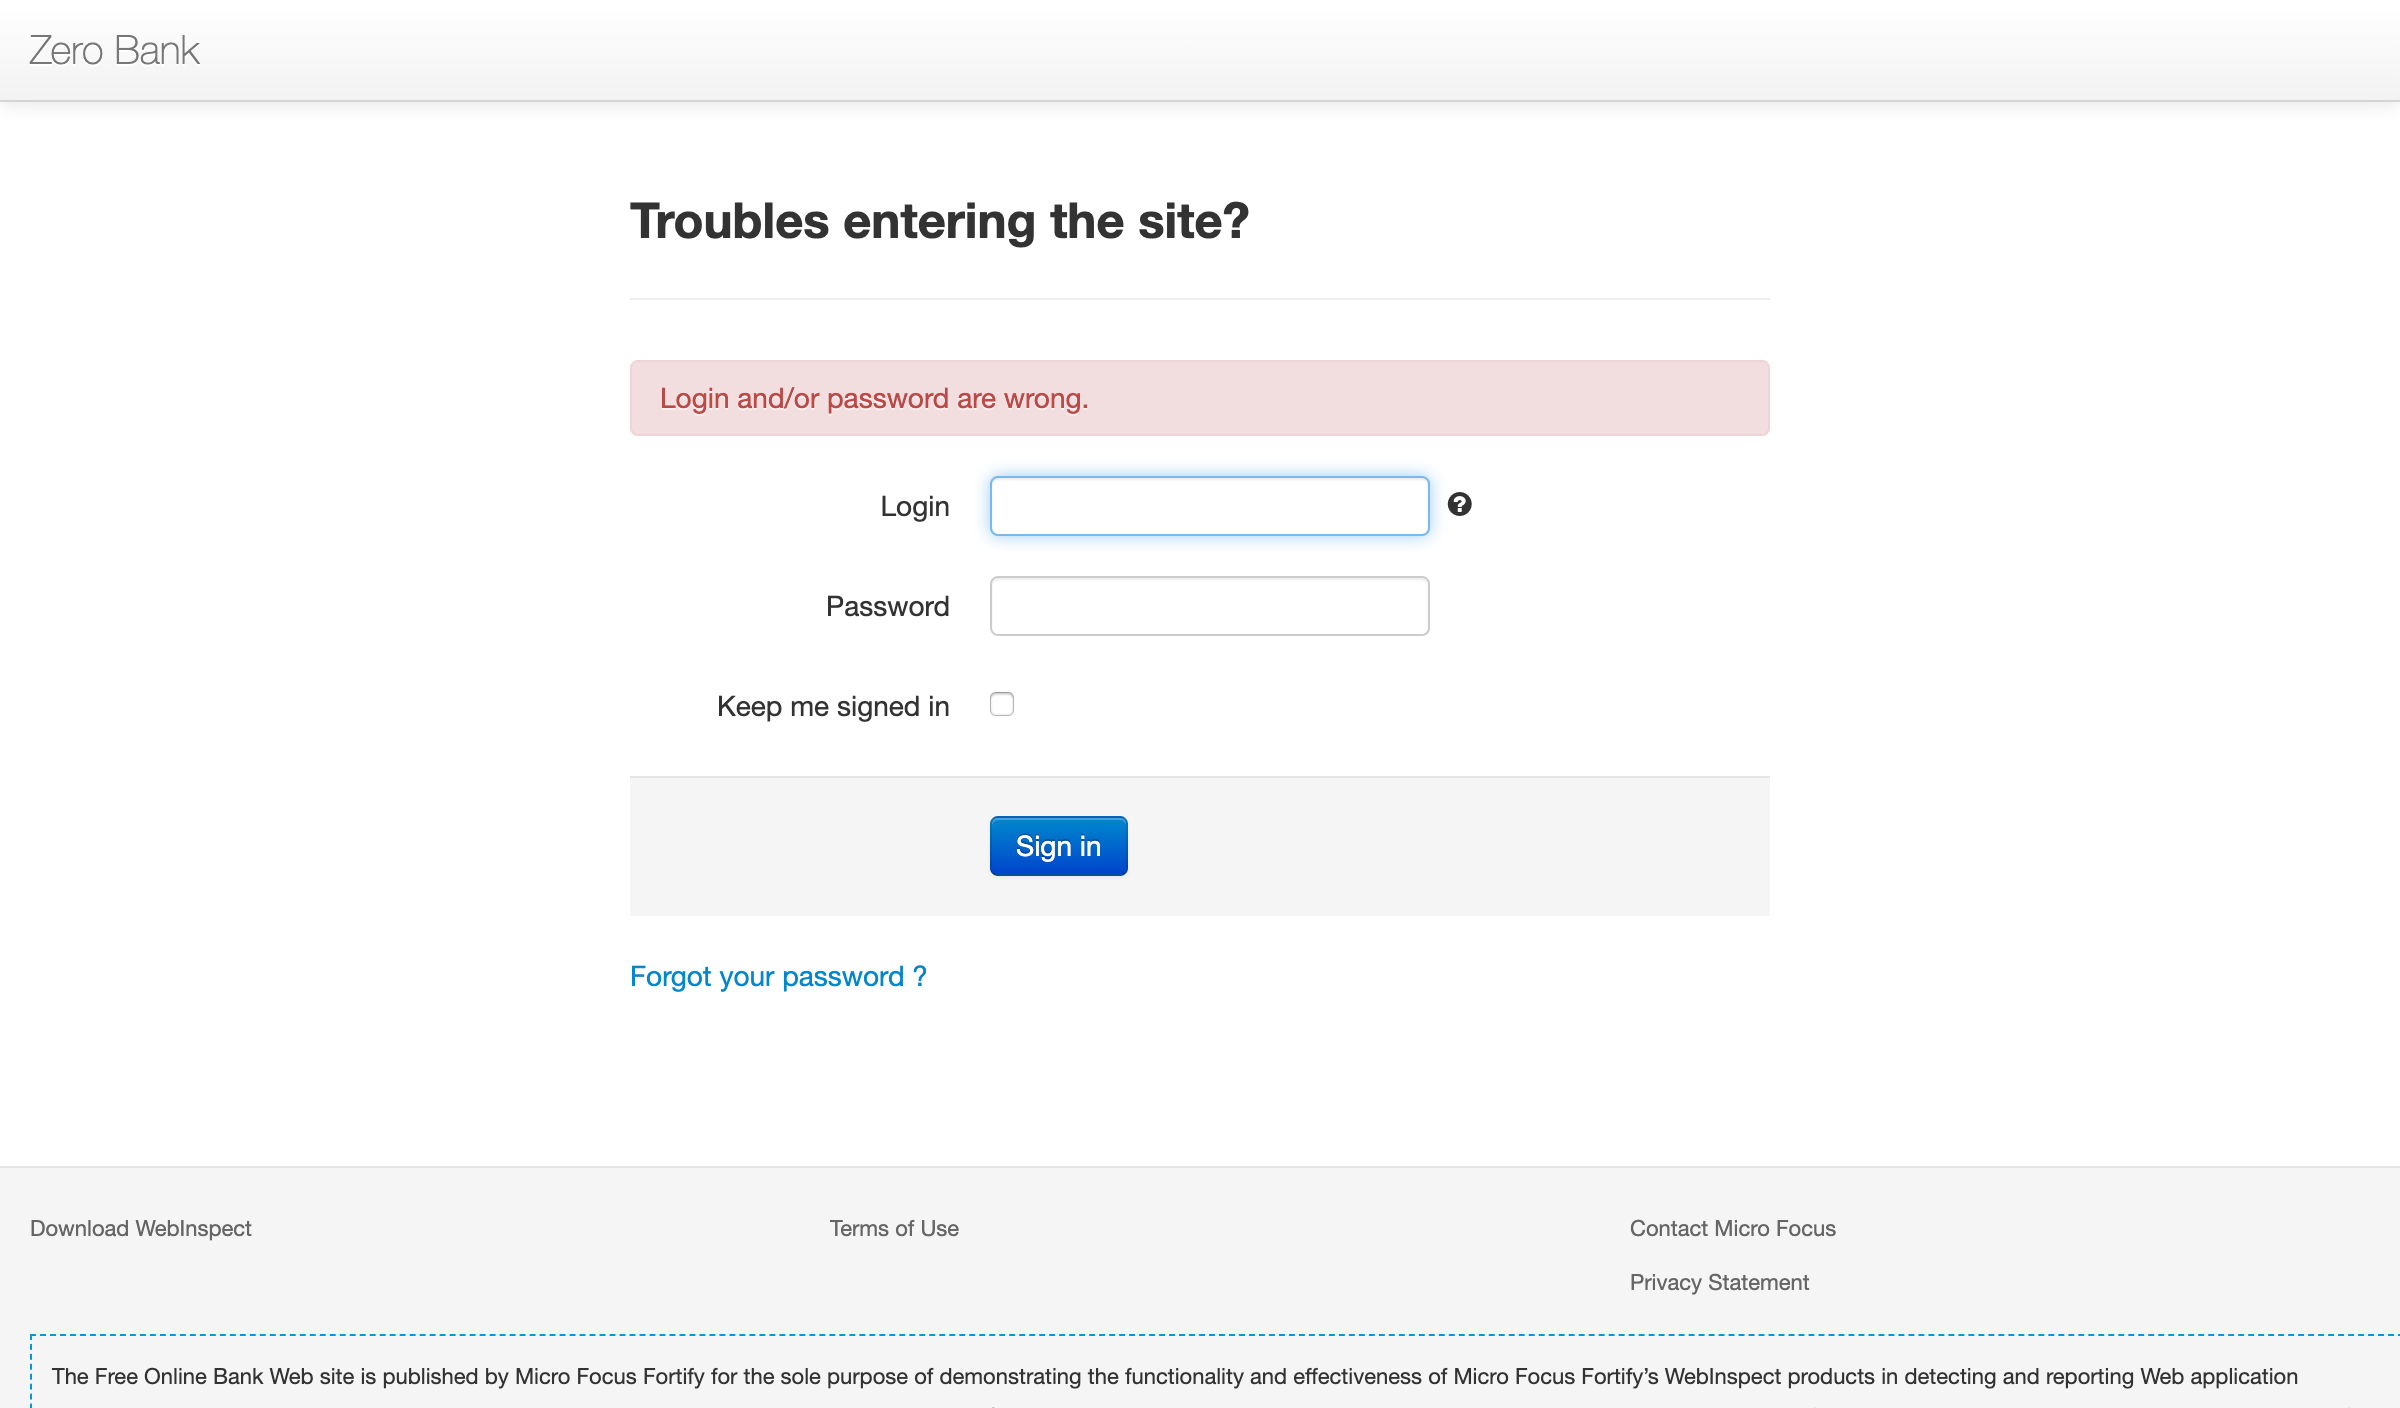 Zero Bank
Troubles entering the site?
Login and/or password are wrong.
Login
Password
Keep me signed in
Sign in
Forgot your password ?
Download WebInspect
Terms of Use
Contact Micro Focus
Privacy Statement
The Free Online Bank Web site is published by Micro Focus Fortify for the sole purpose of demonstrating the functionality and effectiveness of Micro Focus Fortify’s WebInspect products in detecting and reporting Web application